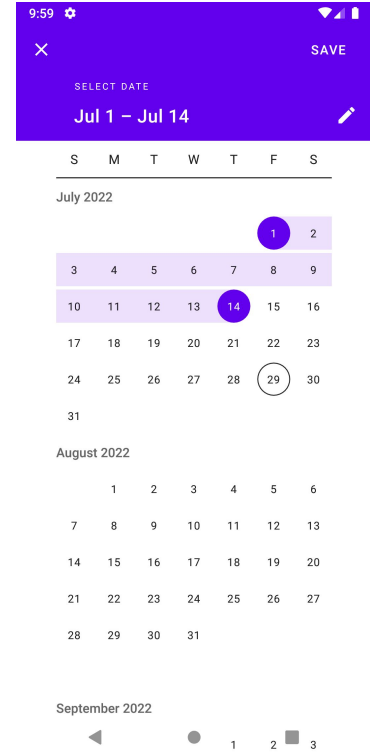 9:59
SAVE
SELECT DATE
Jul 1 – Jul 14
S M T W T F S
July 2022
1 2
3 4 5 6 7 8 9
10 11 12 13 14 15 16
17 18 19 20 21 22 23
24 25 26 27 28 29 30
31
August 2022
1 2 3 4 5 6
7 8 9 10 11 12 13
14 15 16 17 18 19 20
21 22 23 24 25 26 27
28 29 30 31
September 2022
1 2 3